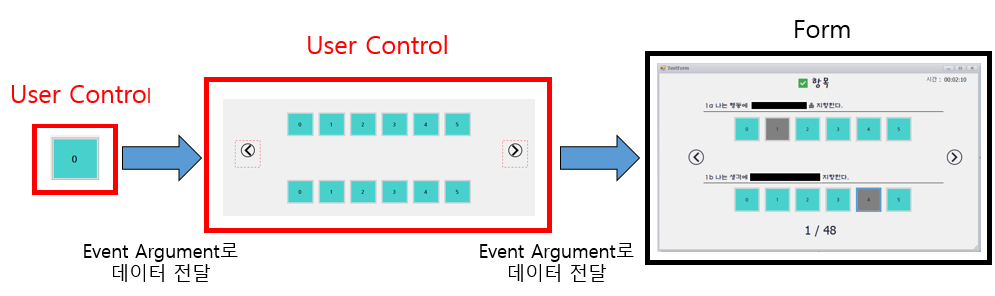 User Control
0
Event Argument로
데이터 전달
User Control
0 1 2 3 4 5
0 1 2 3 4 5
Event Argument로
데이터 전달
Form
TestForm
항목
시간 : 00:02:10
1a 나는 행동에 을 지향한다.
0 1 2 3 4 5
1b 나는 생각에 지향한다.
0 1 2 3 4 5
1 / 48